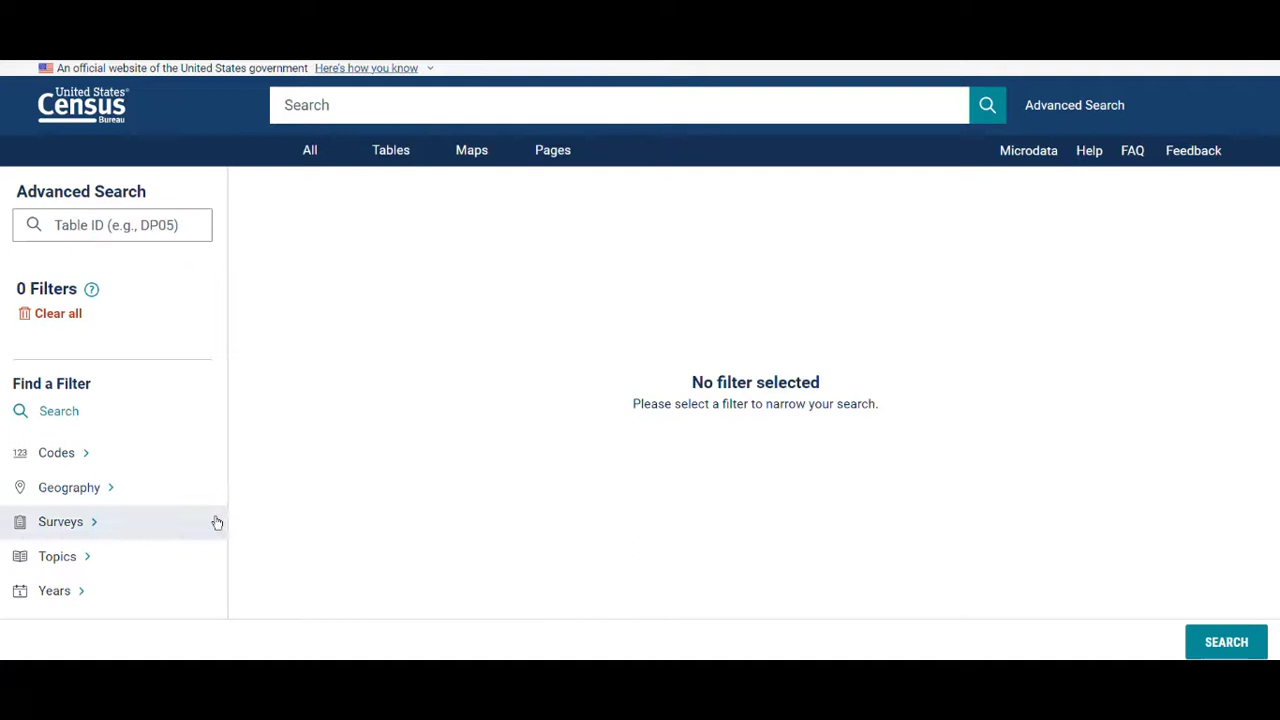 An official website of the United States government Here's how you know
United States®
Census
Bureau
Search
Advanced Search
All Tables Maps Pages
Microdata Help FAQ Feedback
Advanced Search
Table ID (e.g., DP05)
0 Filters ?
Clear all
Find a Filter
Search
123 Codes
Geography
Surveys
Topics
1 Years
No filter selected
Please select a filter to narrow your search.
SEARCH